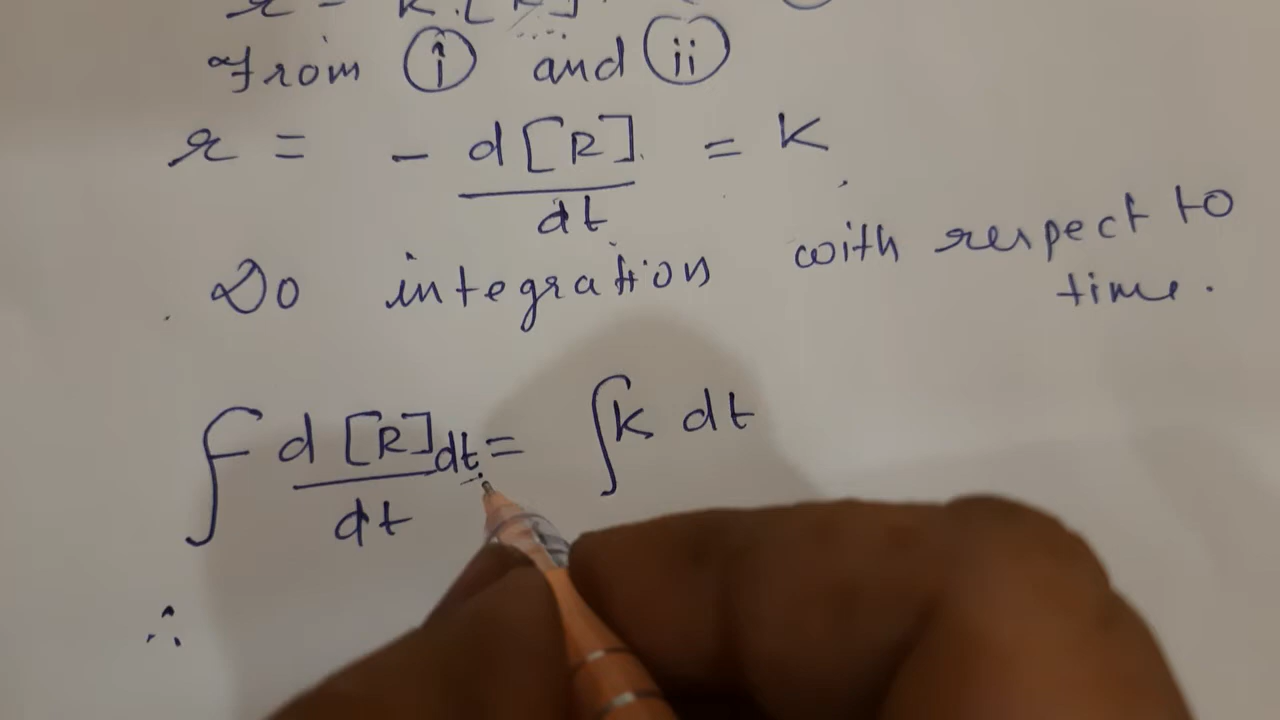 r = K.[R]
From (i) and (ii)
r = - d[R]/dt = K
Do integration with respect to
time.
∫ d[R]/dt dt = ∫ K dt
∴